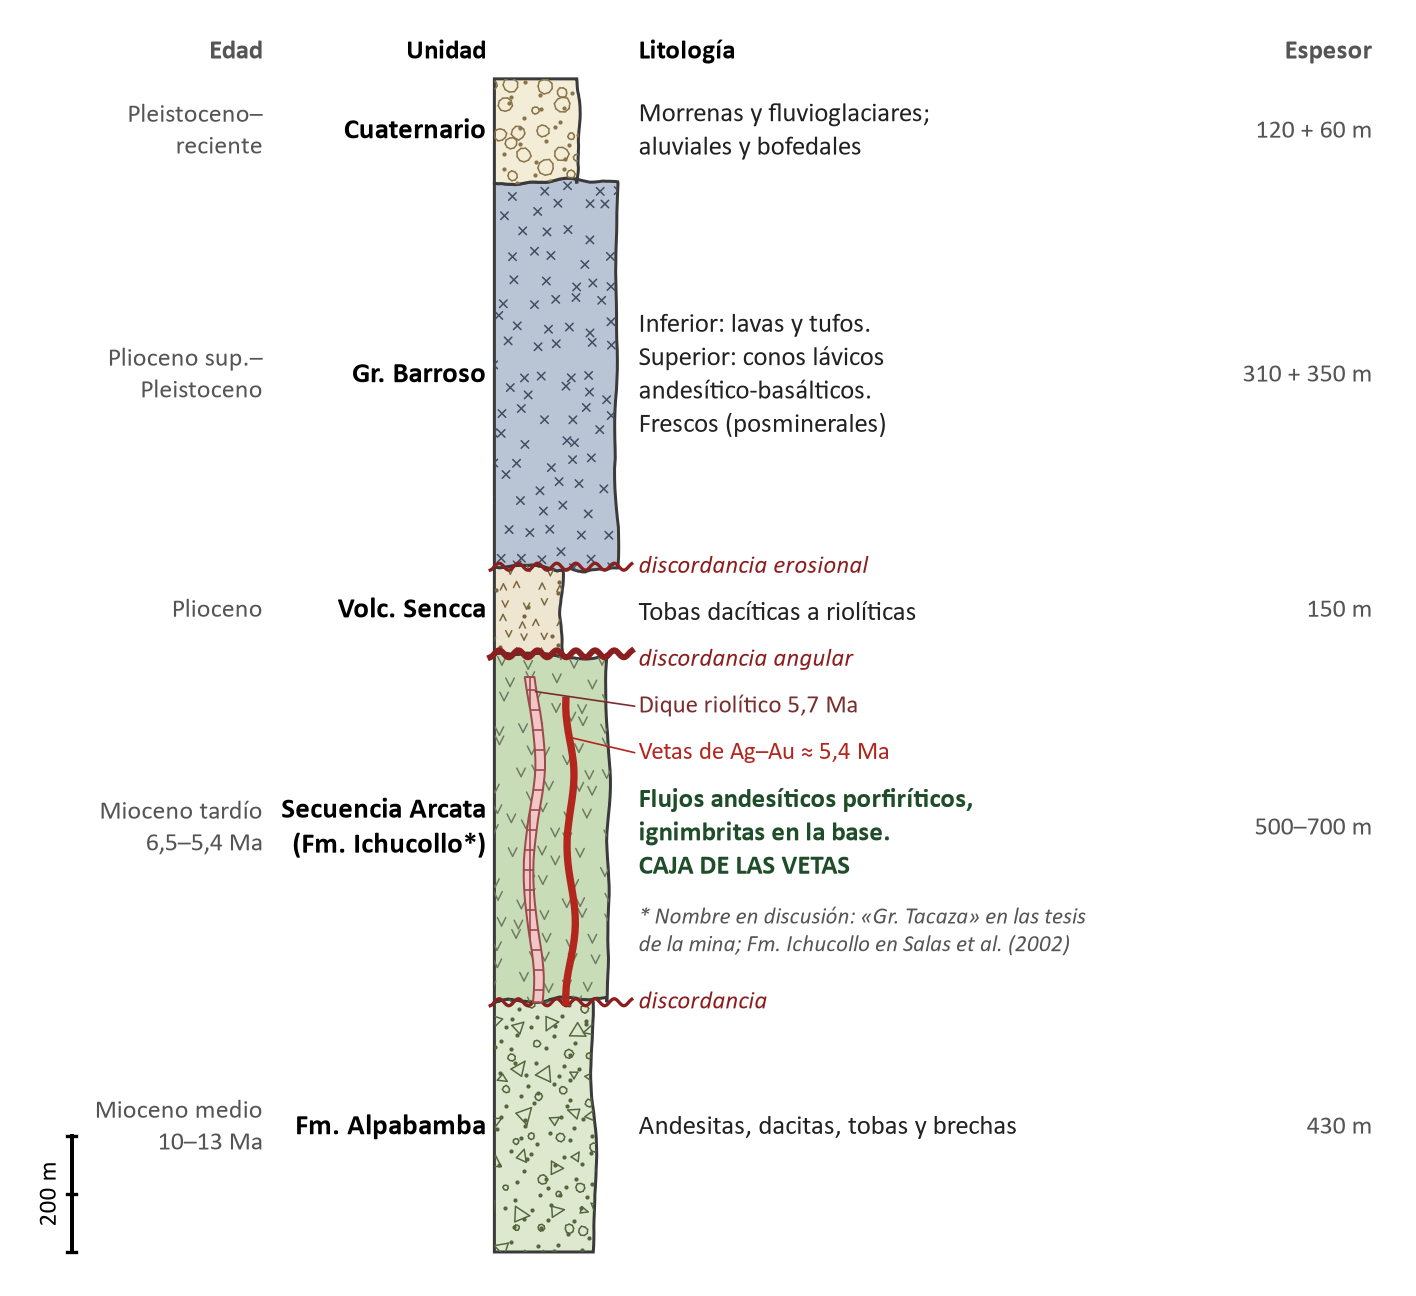 Edad
Unidad
Litología
Espesor
Pleistoceno–
reciente
Cuaternario
Morrenas y fluvioglaciares;
aluviales y bofedales
120 + 60 m
Plioceno sup.–
Pleistoceno
Gr. Barroso
Inferior: lavas y tufos.
Superior: conos lávicos
andesítico-basálticos.
Frescos (posminerales)
310 + 350 m
discordancia erosional
Plioceno
Volc. Sencca
Tobas dacíticas a riolíticas
150 m
discordancia angular
Dique riolítico 5,7 Ma
Vetas de Ag–Au ≈ 5,4 Ma
Mioceno tardío
6,5–5,4 Ma
Secuencia Arcata
(Fm. Ichucollo*)
Flujos andesíticos porfiríticos,
ignimbritas en la base.
CAJA DE LAS VETAS
500–700 m
* Nombre en discusión: «Gr. Tacaza» en las tesis
de la mina; Fm. Ichucollo en Salas et al. (2002)
discordancia
Mioceno medio
10–13 Ma
Fm. Alpabamba
Andesitas, dacitas, tobas y brechas
430 m
200 m